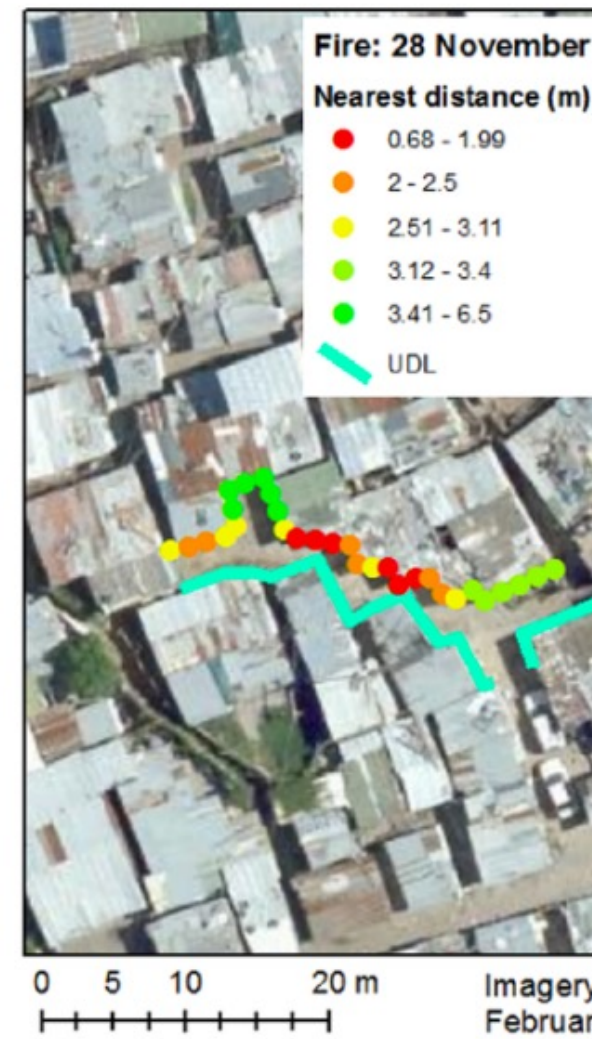 Fire: 28 November
Nearest distance (m)
0.68 - 1.99
2 - 2.5
2.51 - 3.11
3.12 - 3.4
3.41 - 6.5
UDL
0 5 10 20 m
Imagery
Februar